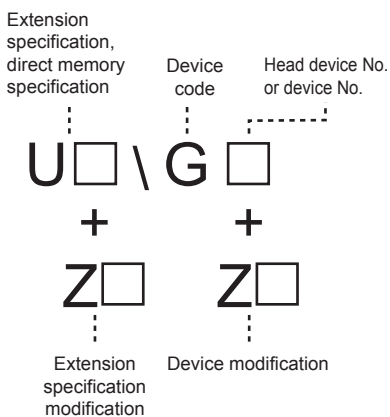 Extension
specification,
direct memory
specification
Device
code
Head device No.
or device No.
U□ \ G □
+ +
Z□ Z□
Extension
specification
modification
Device modification